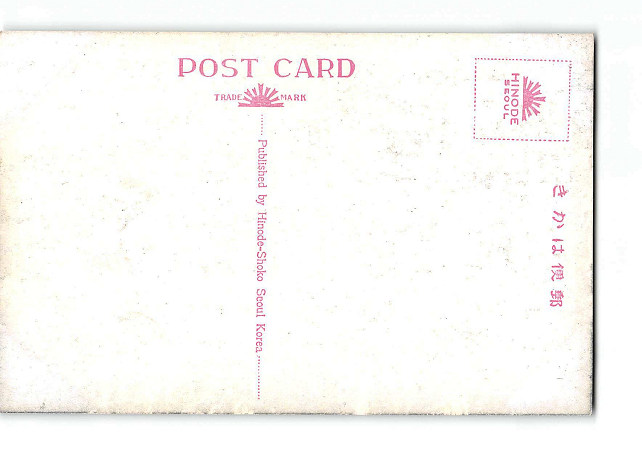 POST CARD
TRADE MARK
HINODE
SEOUL
Published by Hinode-Shoko Seoul Korea
きかは便郵